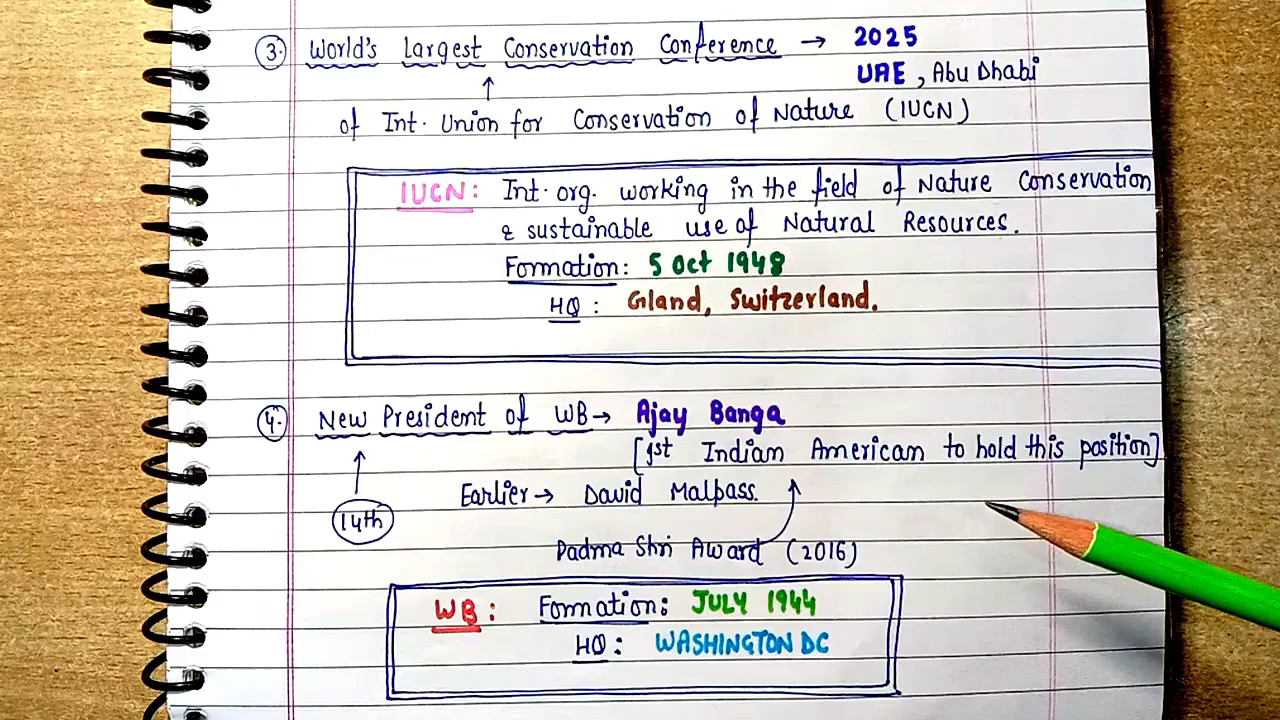 3. World's Largest Conservation Conference → 2025
UAE, Abu Dhabi
of Int. Union for Conservation of Nature (IUCN)
IUCN: Int. org. working in the field of Nature Conservation
& sustainable use of Natural Resources.
Formation: 5 Oct 1948
HQ: Gland, Switzerland.
4. New President of WB → Ajay Banga
[1st Indian American to hold this position]
Earlier → David Malpass.
14th
Padma Shri Award (2016)
WB: Formation: JULY 1944
HQ: WASHINGTON DC